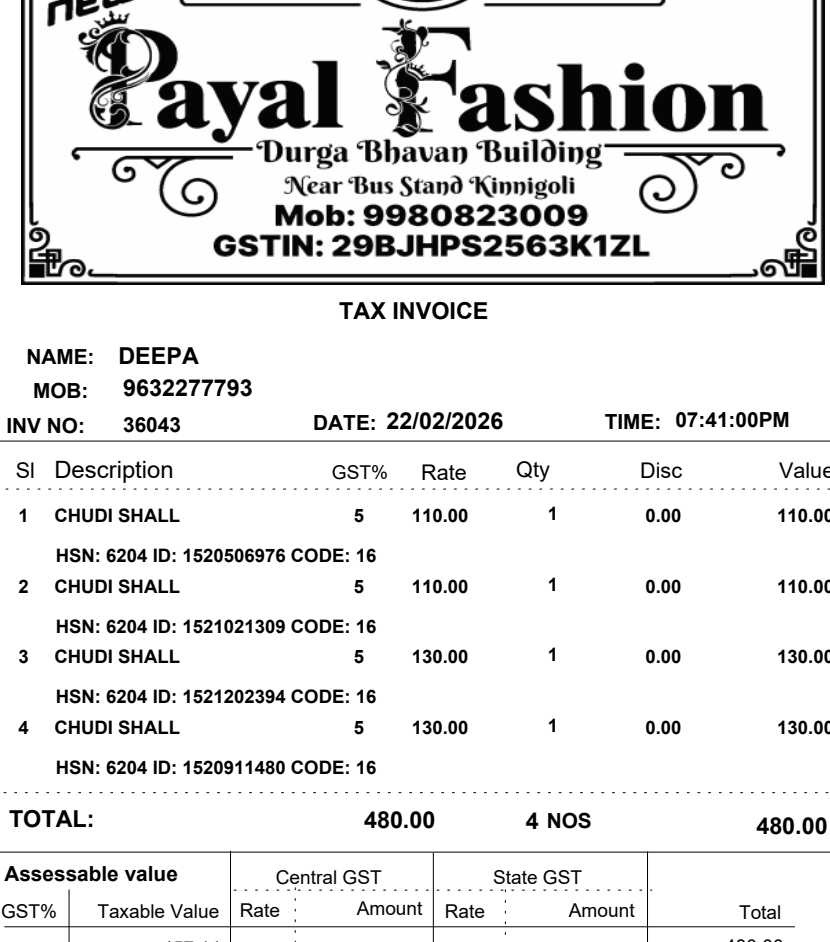 new
Payal Fashion
Durga Bhavan Building
Near Bus Stand Kinnigoli
Mob: 9980823009
GSTIN: 29BJHPS2563K1ZL
TAX INVOICE
NAME: DEEPA
MOB: 9632277793
INV NO: 36043 DATE: 22/02/2026 TIME: 07:41:00PM
Sl Description GST% Rate Qty Disc Value
1 CHUDI SHALL 5 110.00 1 0.00 110.00
HSN: 6204 ID: 1520506976 CODE: 16
2 CHUDI SHALL 5 110.00 1 0.00 110.00
HSN: 6204 ID: 1521021309 CODE: 16
3 CHUDI SHALL 5 130.00 1 0.00 130.00
HSN: 6204 ID: 1521202394 CODE: 16
4 CHUDI SHALL 5 130.00 1 0.00 130.00
HSN: 6204 ID: 1520911480 CODE: 16
TOTAL: 480.00 4 NOS 480.00
Assessable value Central GST State GST
GST% Taxable Value Rate Amount Rate Amount Total